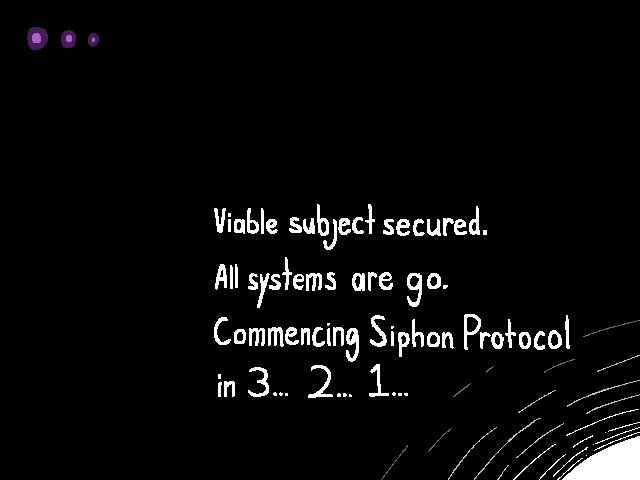 Viable subject secured.
All systems are go.
Commencing Siphon Protocol
in 3... 2... 1...